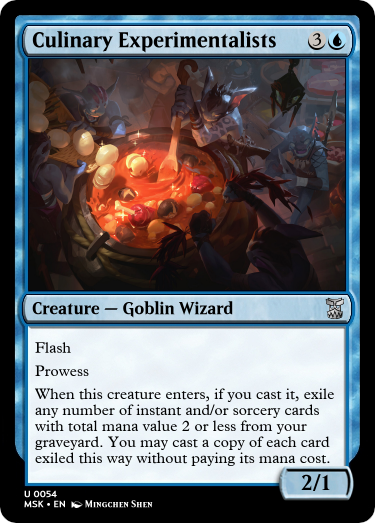 Culinary Experimentalists 3
Creature — Goblin Wizard
Flash
Prowess
When this creature enters, if you cast it, exile
any number of instant and/or sorcery cards
with total mana value 2 or less from your
graveyard. You may cast a copy of each card
exiled this way without paying its mana cost.
2/1
U 0054
MSK • EN Mingchen Shen